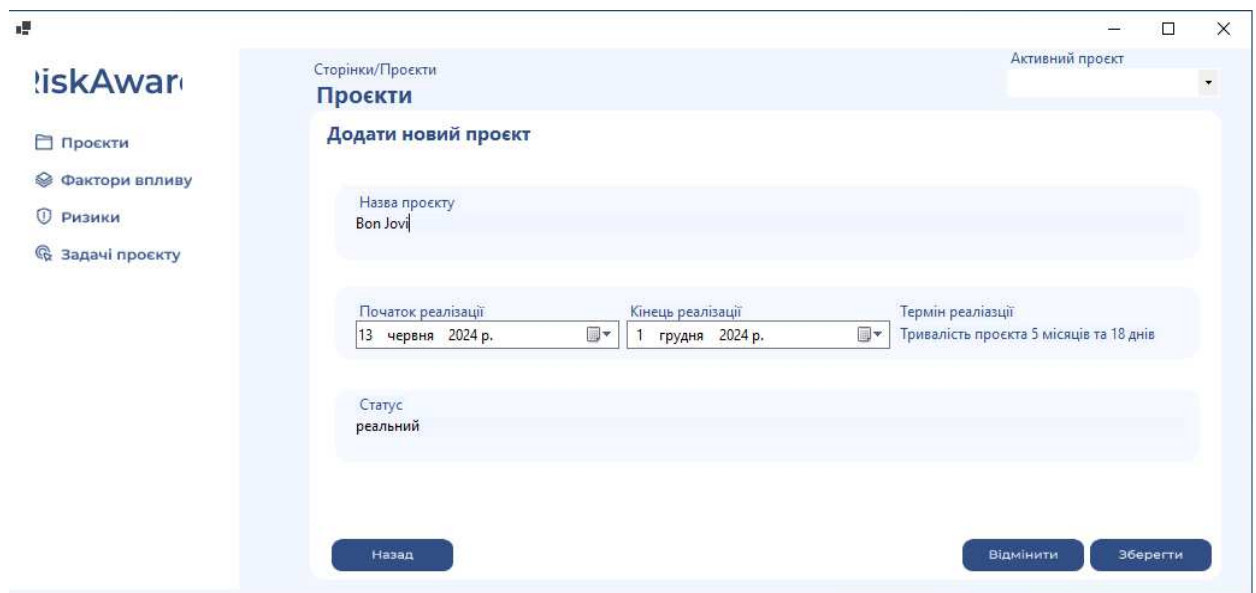 RiskAware
Проєкти
Фактори впливу
Ризики
Задачі проєкту
Сторінки/Проєкти
Проєкти
Активний проєкт
Додати новий проєкт
Назва проєкту
Bon Jovi
Початок реалізації
13 червня 2024 р.
Кінець реалізації
1 грудня 2024 р.
Термін реаліазції
Тривалість проєкта 5 місяців та 18 днів
Статус
реальний
Назад
Відмінити
Зберегти